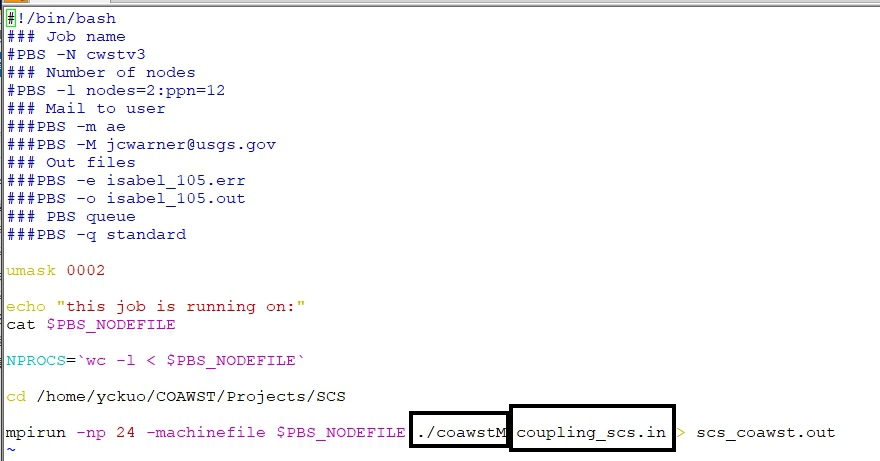 #!/bin/bash
### Job name
#PBS -N cwstv3
### Number of nodes
#PBS -l nodes=2:ppn=12
### Mail to user
###PBS -m ae
###PBS -M jcwarner@usgs.gov
### Out files
###PBS -e isabel_105.err
###PBS -o isabel_105.out
### PBS queue
###PBS -q standard
umask 0002
echo "this job is running on:"
cat $PBS_NODEFILE
NPROCS=`wc -l < $PBS_NODEFILE`
cd /home/yckuo/COAWST/Projects/SCS
mpirun -np 24 -machinefile $PBS_NODEFILE ./coawstM coupling_scs.in > scs_coawst.out
~